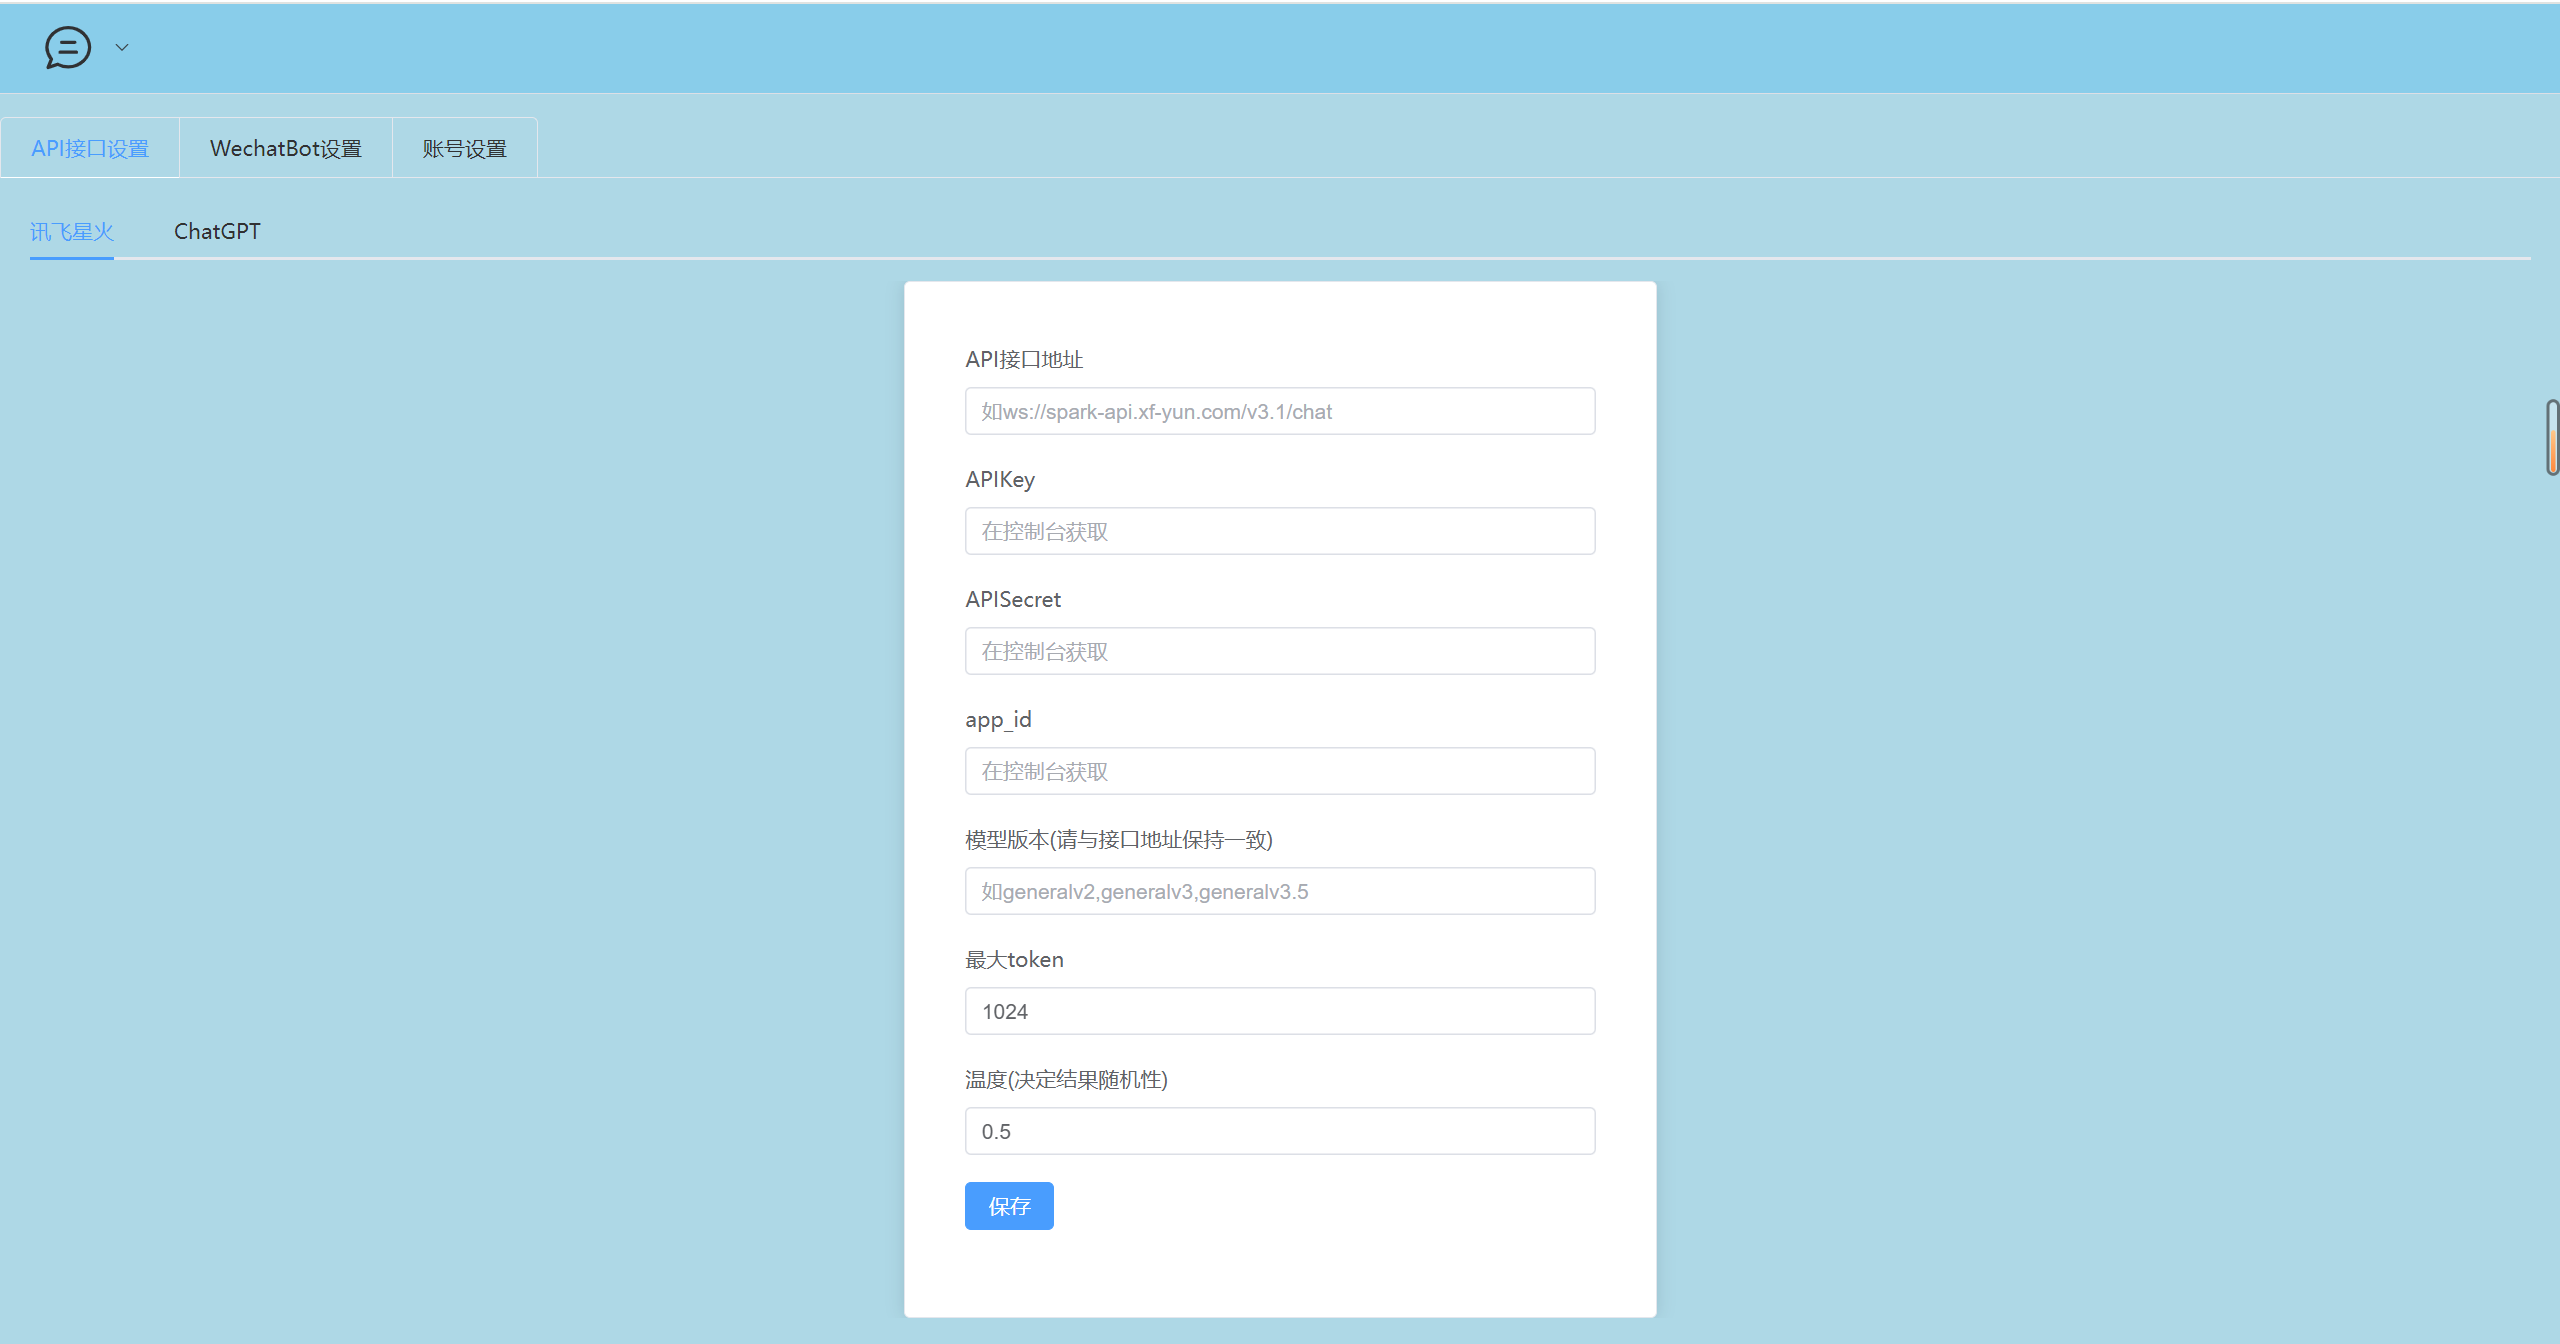 API接口设置 WechatBot设置 账号设置
讯飞星火 ChatGPT
API接口地址
如ws://spark-api.xf-yun.com/v3.1/chat
APIKey
在控制台获取
APISecret
在控制台获取
app_id
在控制台获取
模型版本(请与接口地址保持一致)
如generalv2,generalv3,generalv3.5
最大token
1024
温度(决定结果随机性)
0.5
保存